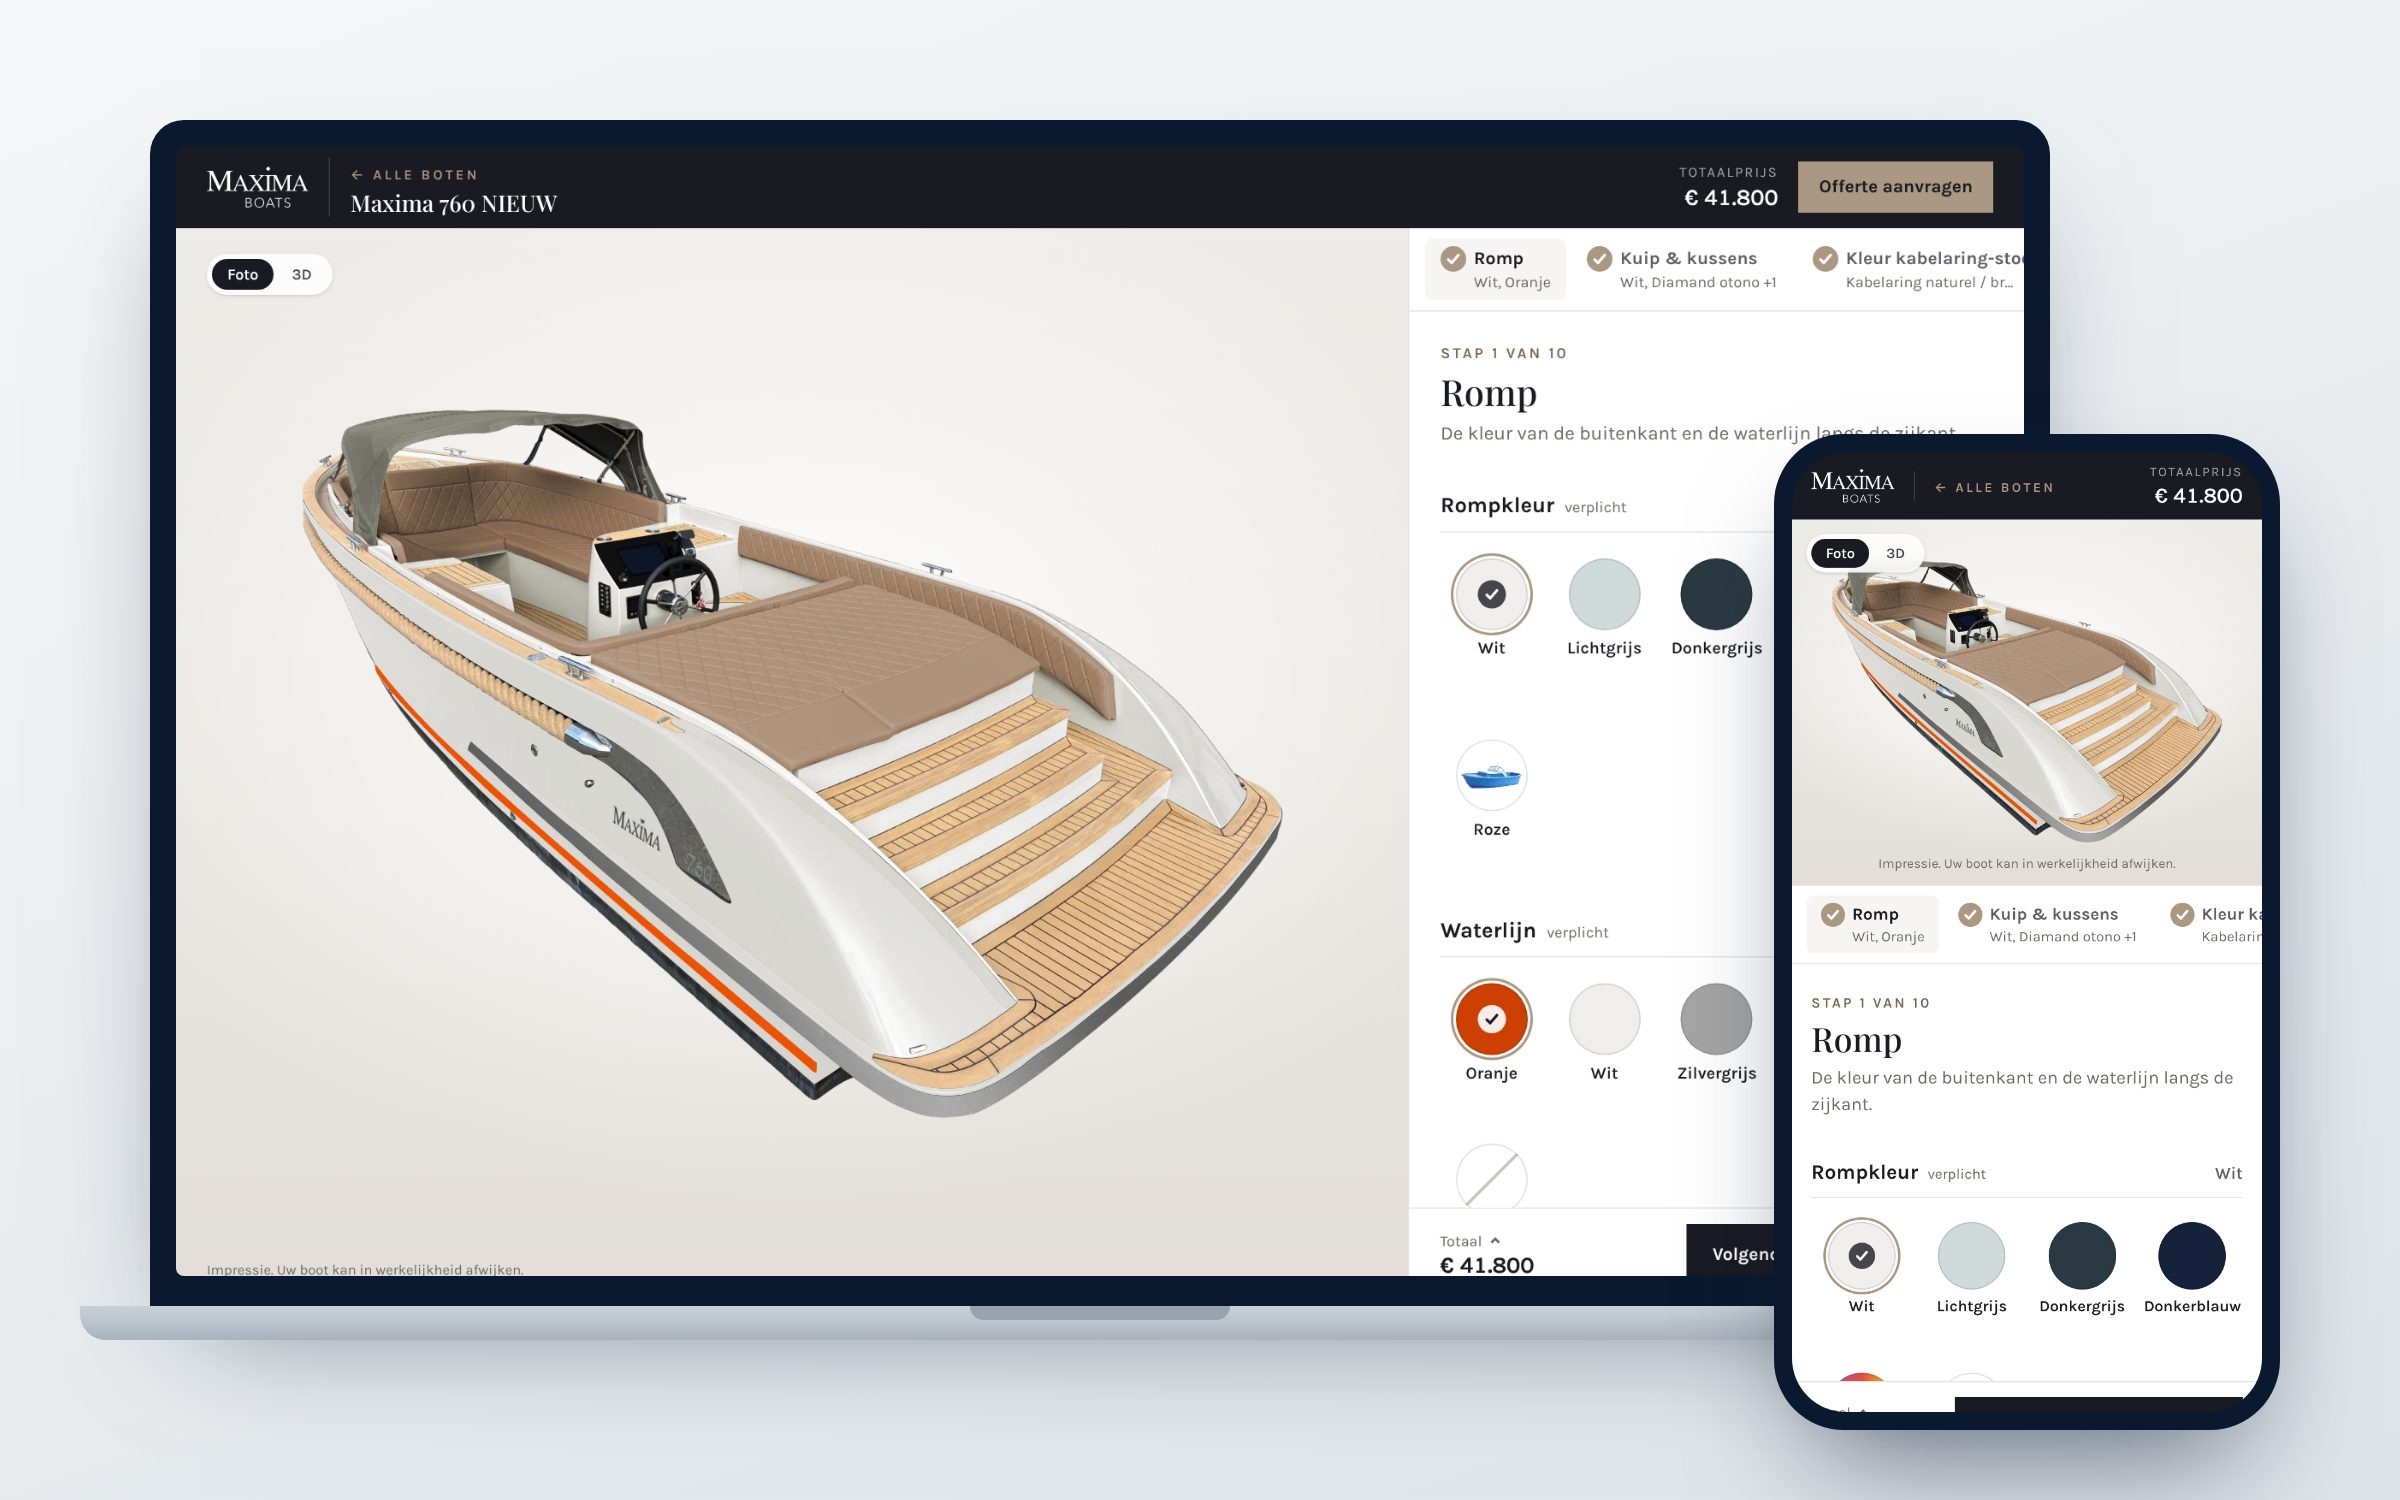 MAXIMA
BOATS
← ALLE BOTEN
Maxima 760 NIEUW
TOTAALPRIJS
€ 41.800
Offerte aanvragen
Foto
3D
MAXIMA
760
Impressie. Uw boot kan in werkelijkheid afwijken.
Romp
Wit, Oranje
Kuip & kussens
Wit, Diamand otono +1
Kleur kabelaring-sto
Kabelaring naturel / br...
STAP 1 VAN 10
Romp
De kleur van de buitenkant en de waterlijn langs de zijkant.
Rompkleur verplicht
Wit
Lichtgrijs
Donkergrijs
Roze
Waterlijn verplicht
Oranje
Wit
Zilvergrijs
Totaal
€ 41.800
Volgend
MAXIMA
BOATS
← ALLE BOTEN
TOTAALPRIJS
€ 41.800
Foto
3D
MAXIMA
Impressie. Uw boot kan in werkelijkheid afwijken.
Romp
Wit, Oranje
Kuip & kussens
Wit, Diamand otono +1
Kleur ka
Kabelarin
STAP 1 VAN 10
Romp
De kleur van de buitenkant en de waterlijn langs de
zijkant.
Rompkleur verplicht
Wit
Wit
Lichtgrijs
Donkergrijs
Donkerblauw